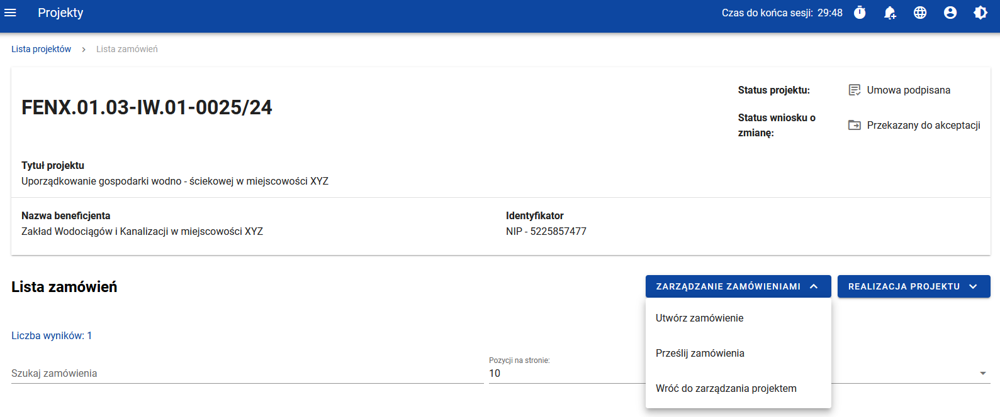 Projekty
Czas do końca sesji: 29:48
Lista projektów > Lista zamówień
FENX.01.03-IW.01-0025/24
Status projektu: Umowa podpisana
Status wniosku o
zmianę: Przekazany do akceptacji
Tytuł projektu
Uporządkowanie gospodarki wodno - ściekowej w miejscowości XYZ
Nazwa beneficjenta
Zakład Wodociągów i Kanalizacji w miejscowości XYZ
Identyfikator
NIP - 5225857477
Lista zamówień
ZARZĄDZANIE ZAMÓWIENIAMI
REALIZACJA PROJEKTU
Utwórz zamówienie
Prześlij zamówienia
Wróć do zarządzania projektem
Liczba wyników: 1
Szukaj zamówienia
Pozycji na stronie:
10